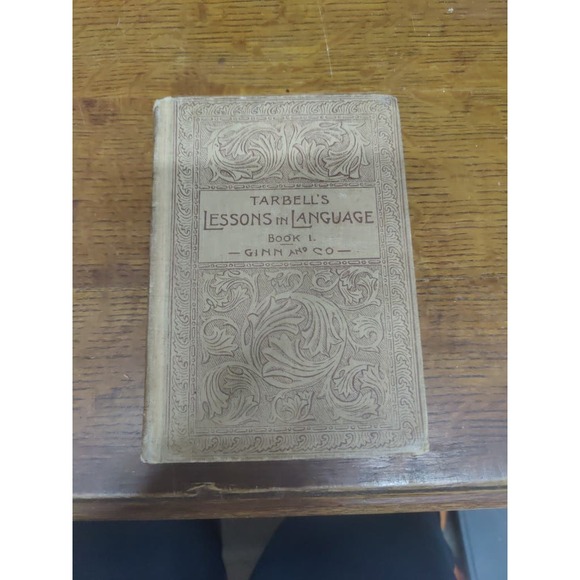 TARBELL'S
LESSONS IN LANGUAGE
BOOK I.
— GINN AND CO —